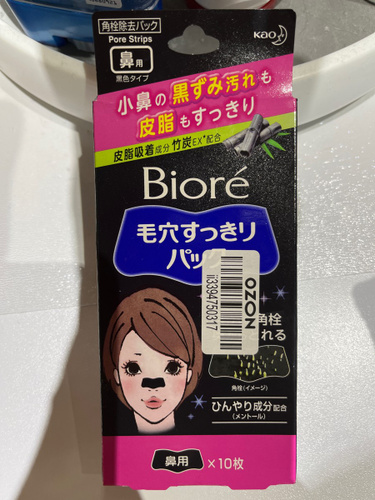 角栓除去パック
Pore Strips
鼻用
黒色タイプ
Kao
小鼻の黒ずみ汚れも
皮脂もすっきり
皮脂吸着成分竹炭EX*配合
Bioré
毛穴すっきり
パッ
OZON
ii3394750317
角栓
れる
角栓(イメージ)
ひんやり成分配合
(メントール)
鼻用 ×10枚